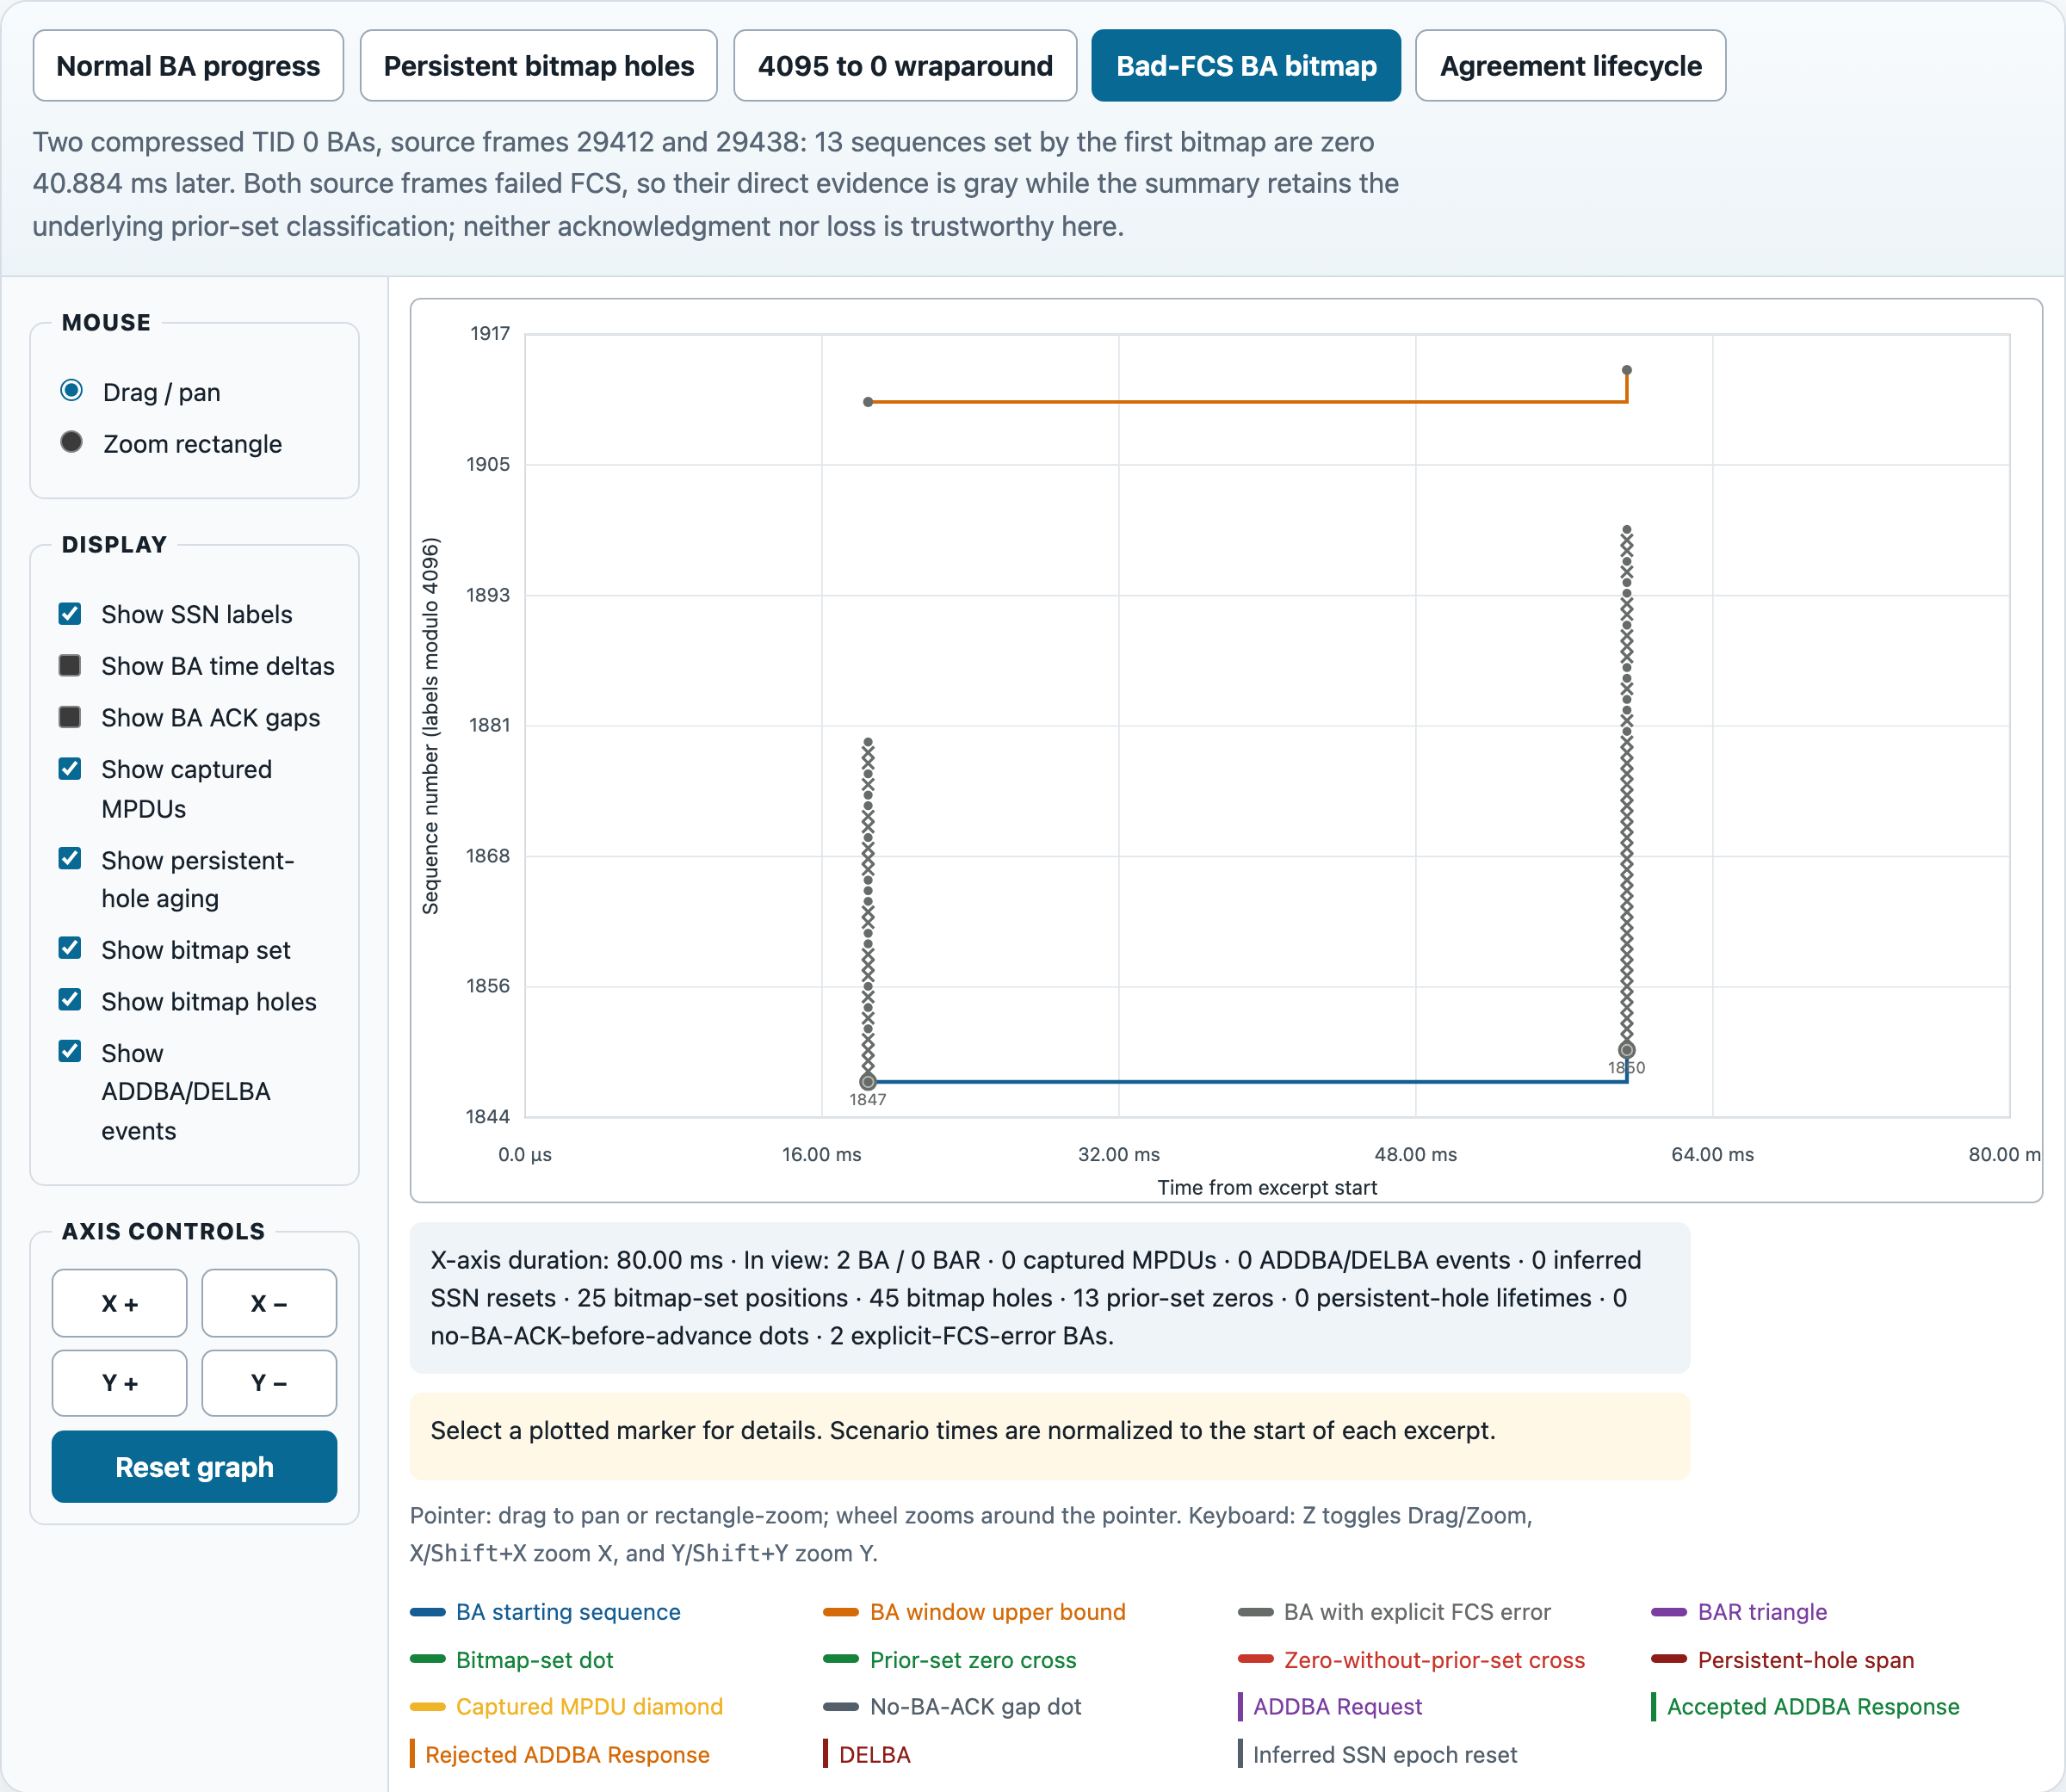 Normal BA progress
Persistent bitmap holes
4095 to 0 wraparound
Bad-FCS BA bitmap
Agreement lifecycle
Two compressed TID 0 BAs, source frames 29412 and 29438: 13 sequences set by the first bitmap are zero
40.884 ms later. Both source frames failed FCS, so their direct evidence is gray while the summary retains the
underlying prior-set classification; neither acknowledgment nor loss is trustworthy here.
MOUSE
Drag / pan
Zoom rectangle
DISPLAY
Show SSN labels
Show BA time deltas
Show BA ACK gaps
Show captured
MPDUs
Show persistent-
hole aging
Show bitmap set
Show bitmap holes
Show
ADDBA/DELBA
events
AXIS CONTROLS
X +
X –
Y +
Y –
Reset graph
Sequence number (labels modulo 4096)
1917
1905
1893
1881
1868
1856
1844
1847
1850
0.0 µs
16.00 ms
32.00 ms
48.00 ms
64.00 ms
80.00 m
Time from excerpt start
X-axis duration: 80.00 ms · In view: 2 BA / 0 BAR · 0 captured MPDUs · 0 ADDBA/DELBA events · 0 inferred
SSN resets · 25 bitmap-set positions · 45 bitmap holes · 13 prior-set zeros · 0 persistent-hole lifetimes · 0
no-BA-ACK-before-advance dots · 2 explicit-FCS-error BAs.
Select a plotted marker for details. Scenario times are normalized to the start of each excerpt.
Pointer: drag to pan or rectangle-zoom; wheel zooms around the pointer. Keyboard: Z toggles Drag/Zoom,
X/Shift+X zoom X, and Y/Shift+Y zoom Y.
BA starting sequence
BA window upper bound
BA with explicit FCS error
BAR triangle
Bitmap-set dot
Prior-set zero cross
Zero-without-prior-set cross
Persistent-hole span
Captured MPDU diamond
No-BA-ACK gap dot
ADDBA Request
Accepted ADDBA Response
Rejected ADDBA Response
DELBA
Inferred SSN epoch reset